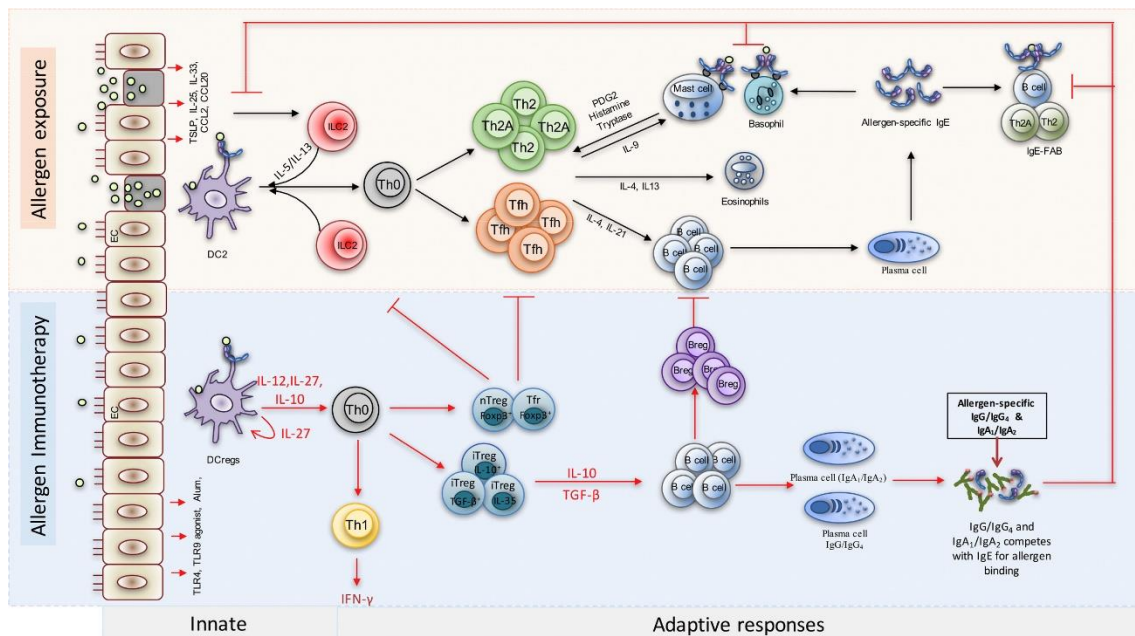 Allergen exposure
TSLP, IL-25, IL-33,
CCL2, CCL20
EC
DC2
IL-5/IL-13
ILC2
ILC2
Th0
Th2
Th2A
Th2A
Th2
Tfh
Tfh
Tfh
Tfh
PDG2
Histamine
Tryptase
IL-9
IL-4, IL13
IL-4, IL-21
Mast cell
Basophil
Eosinophils
B cell
B cell
B cell
B cell
Plasma cell
Allergen-specific IgE
B cell
Th2A
Th2
IgE-FAB
Allergen Immunotherapy
EC
TLR4, TLR9 agonist, Alum,
DCregs
IL-12,IL-27,
IL-10
IL-27
Th0
Th1
IFN-γ
nTreg
Foxp3⁺
Tfr
Foxp3⁺
iTreg
IL-10⁺
iTreg
TGF-β⁺
iTreg
IL-35
IL-10
TGF-β
Breg
Breg
Breg
Breg
B cell
B cell
B cell
B cell
Plasma cell (IgA₁/IgA₂)
Plasma cell
IgG/IgG₄
Allergen-specific
IgG/IgG₄ &
IgA₁/IgA₂
IgG/IgG₄ and
IgA₁/IgA₂ competes
with IgE for allergen
binding
Innate
Adaptive responses